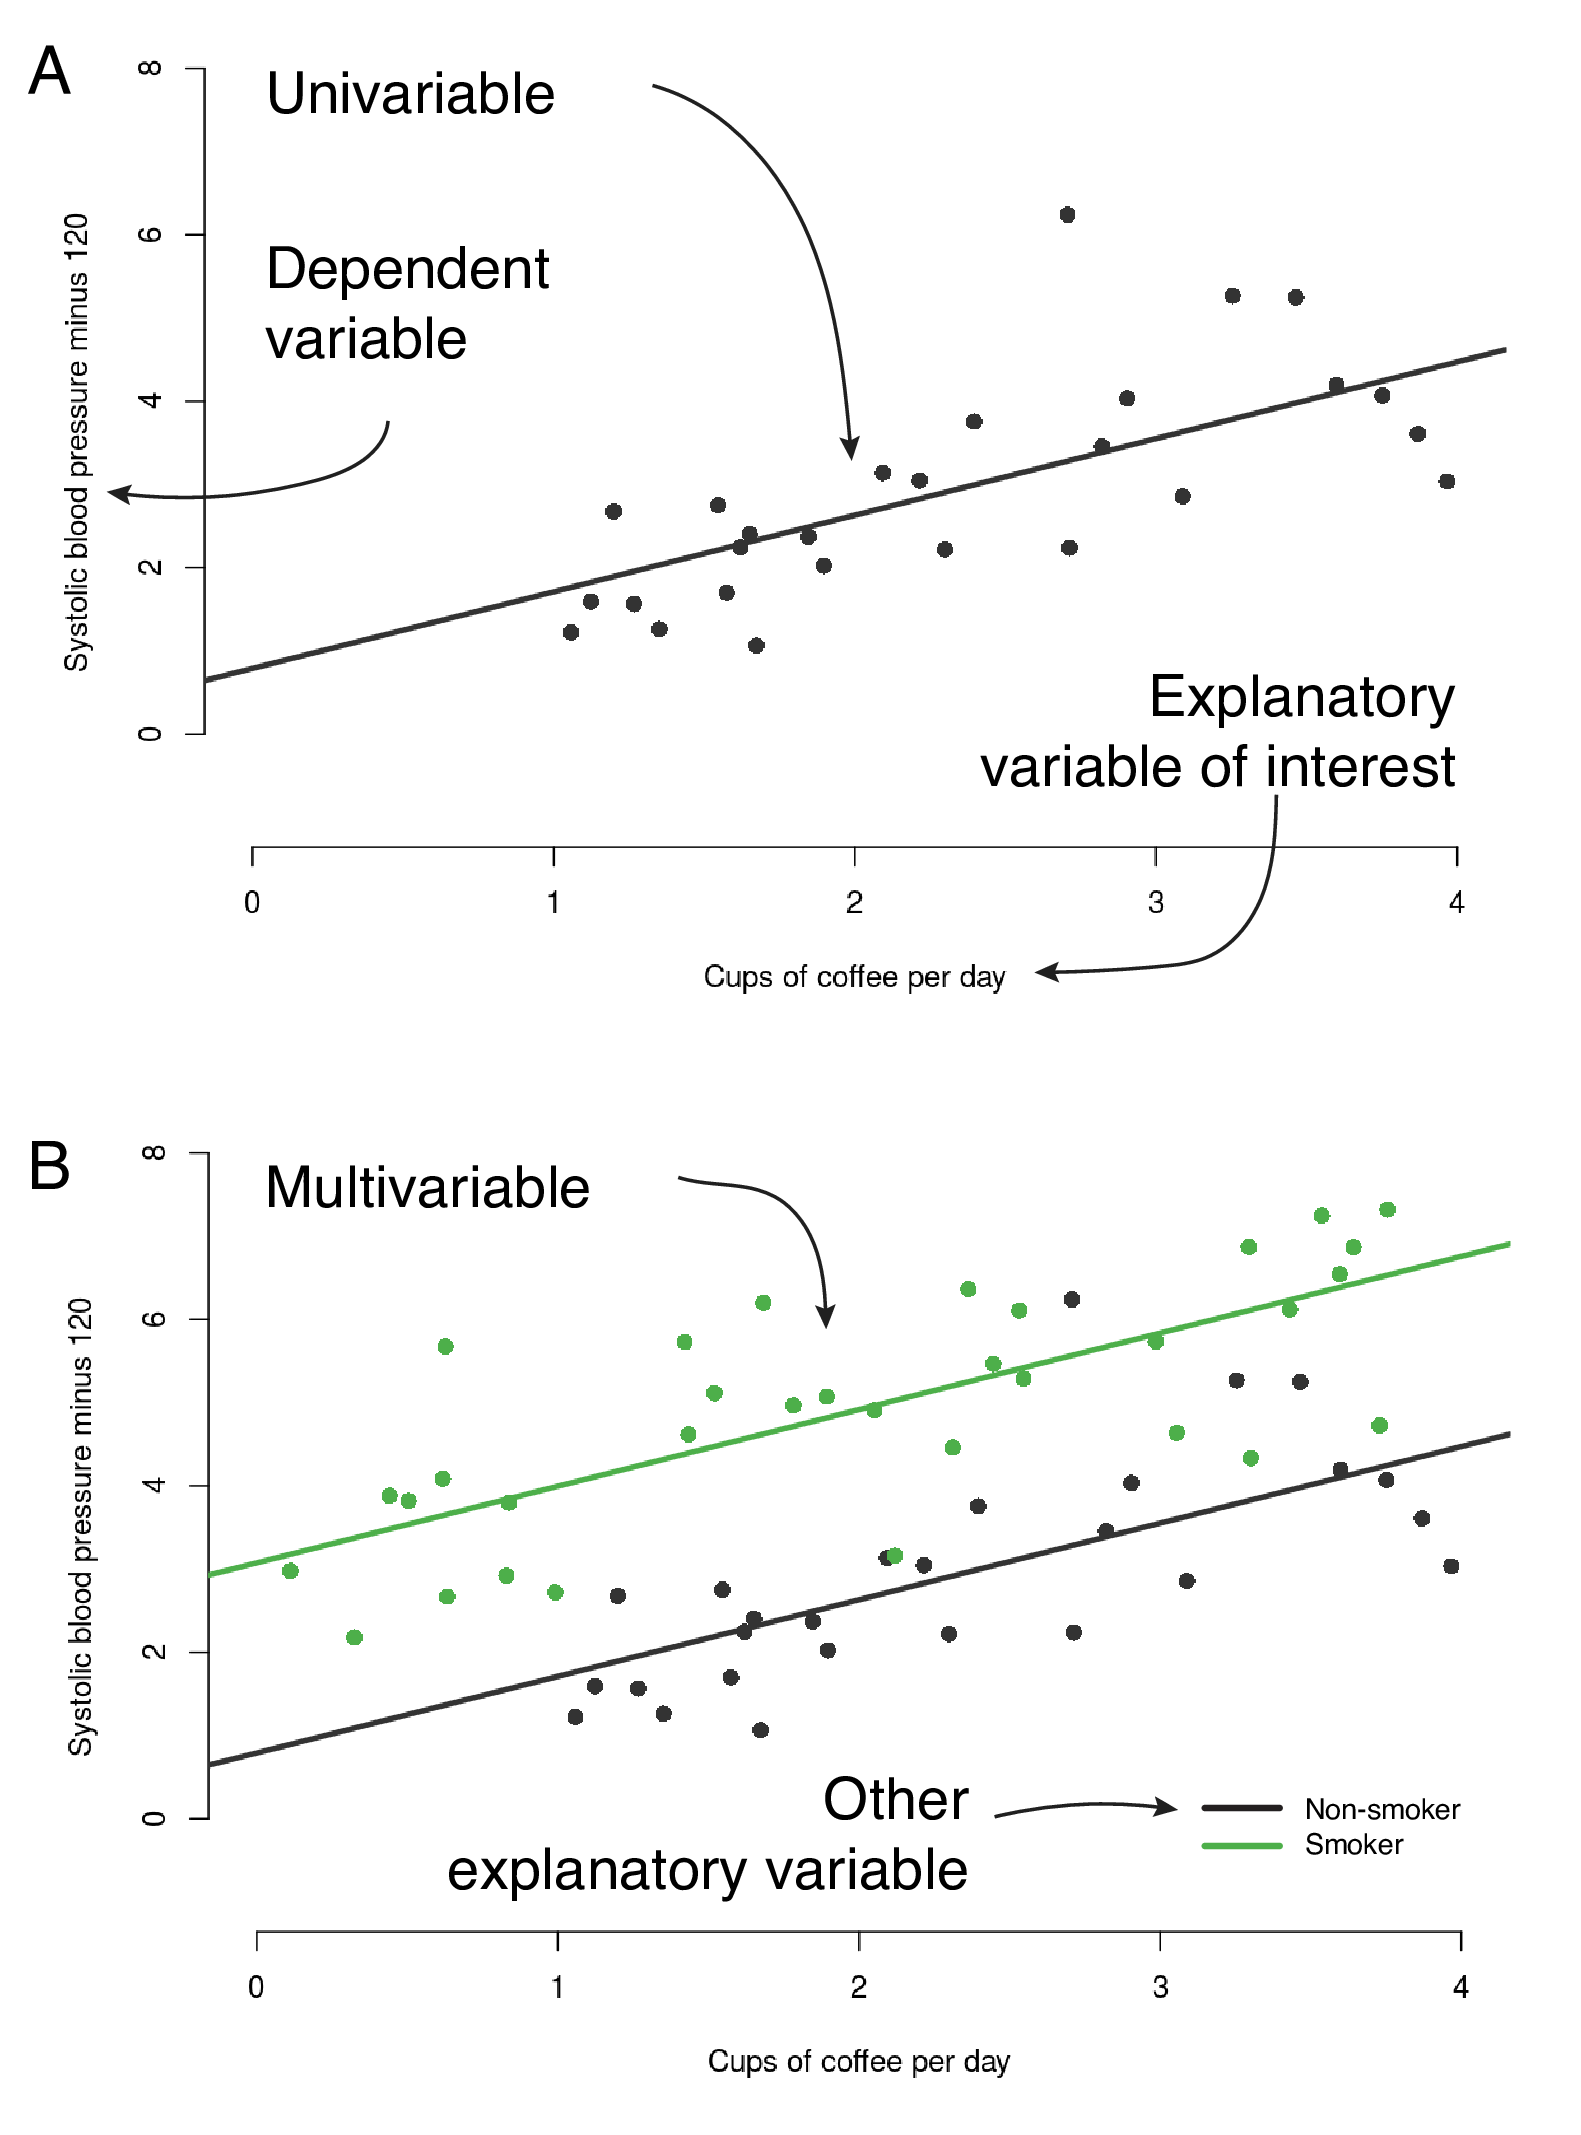 A
Univariable
Dependent
variable
Systolic blood pressure minus 120
8
6
4
2
0
Explanatory
variable of interest
0 1 2 3 4
Cups of coffee per day
B
Multivariable
Systolic blood pressure minus 120
8
6
4
2
0
Other
explanatory variable
Non-smoker
Smoker
0 1 2 3 4
Cups of coffee per day